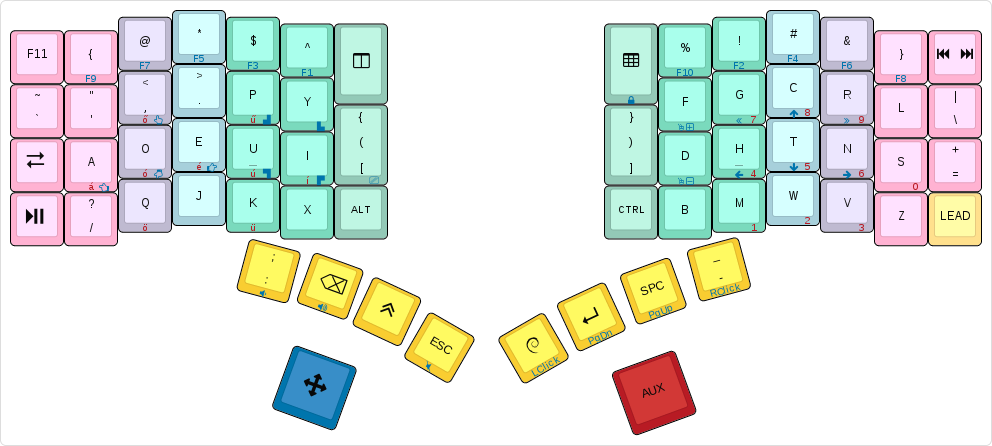 F11 { F9
@ F7
* F5
$ F3
^ F1
% F10
! F2
# F4
& F6
} F8
~ `
" '
< , ő
> .
P ű
Y
F
G « 7
C 8
R » 9
L
| \
A á
O ó
E é
U ú
I í
{ ( [
} ) ]
D
H 4
T 5
N 6
S 0
+ =
? /
Q ö
J
K ü
X
ALT
CTRL
B
M 1
W 2
V 3
Z
LEAD
; :
ESC
LClick
PgDn
SPC PgUp
_ - RClick
AUX